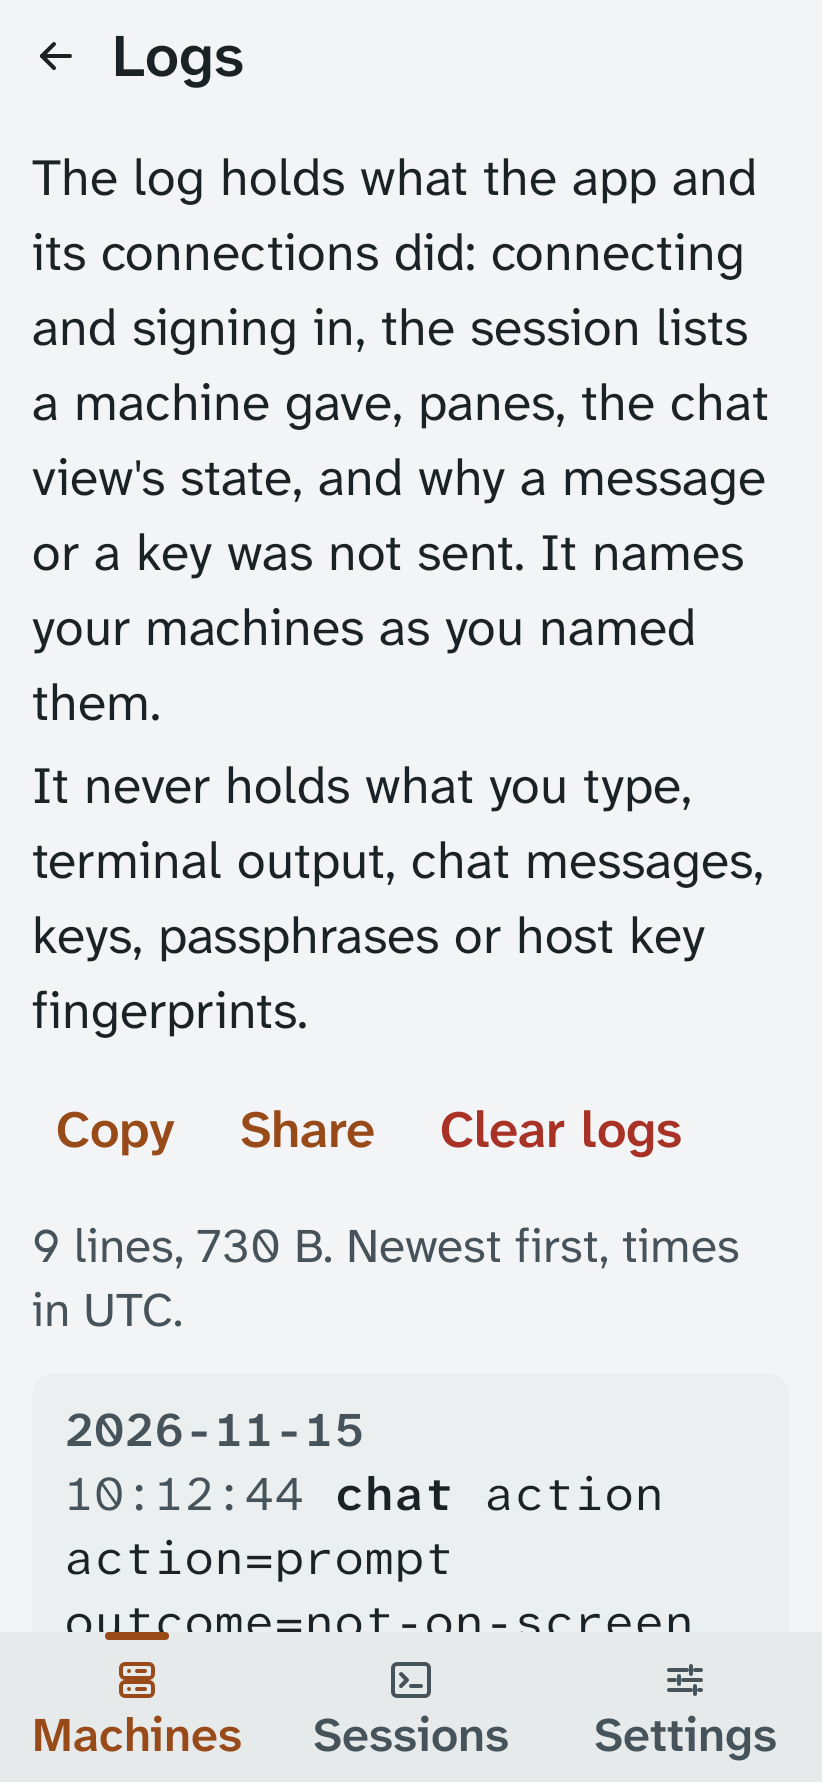 Logs
The log holds what the app and
its connections did: connecting
and signing in, the session lists
a machine gave, panes, the chat
view's state, and why a message
or a key was not sent. It names
your machines as you named
them.
It never holds what you type,
terminal output, chat messages,
keys, passphrases or host key
fingerprints.
Copy Share Clear logs
9 lines, 730 B. Newest first, times
in UTC.
2026-11-15
10:12:44 chat action
action=prompt
outcome=not-on-screen
Machines Sessions Settings